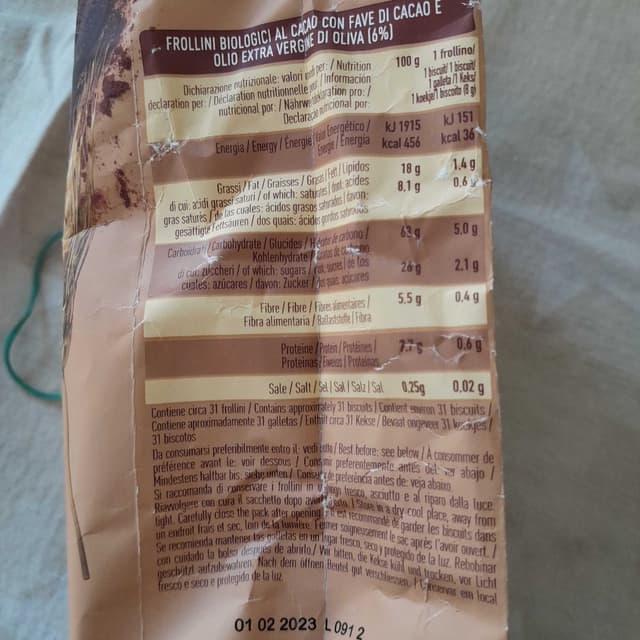 FROLLINI BIOLOGICI AL CACAO CON FAVE DI CACAO E
OLIO EXTRA VERGINE DI OLIVA (6%)
Dichiarazione nutrizionale: valori per: / Nutrition
declaration per: / Déclaration nutritionnelle / Información
nutricional por: / pro: /
por:
100 g
1 frollino/
1 biscuit/ 1 biscuit/
1 galleta /1 Keks/
1 koekje/1 biscoito (8 g)
Energia / Energy / Énergie / Energético /
Energie / Energia
kJ 1915
kcal 456
kJ 151
kcal 36
Grassi / Fat / Graisses / Grasas / Fett / Lípidos
di cui: acidi grassi saturi / of which: saturates / dont: acides
gras saturés / de las cuales: ácidos grasos saturados / davon:
gesättigte Fettsäuren / dos quais: ácidos gordos saturados
18 g
8,1 g
1.4 g
0.6 g
Carboidrati / Carbohydrate / Glucides / de carbono /
Kohlenhydrate /
di cui: zuccheri / of which: sugars / dont: sucres / de los
cuales: azúcares / davon: Zucker / dos quais: açúcares
63 g
26 g
5,0 g
2,1 g
Fibre / Fibre / Fibres alimentaires /
Fibra alimentaria / Ballaststoffe / Fibra
5.5 g
0,4 g
Proteine / Protein / Protéines /
Proteínas / Eiweiss / Proteínas
7.7 g
0,6 g
Sale / Salt / Sel / Sal / Salz / Sal
0.25g
0,02 g
Contiene circa 31 frollini / Contains approximately 31 biscuits / Contient environ 31 biscuits /
Contiene aproximadamente 31 galletas / Enthält circa 31 Kekse / Bevaat ongeveer 31 koekjes /
31 biscotos
Da consumarsi preferibilmente entro il: vedi sotto / Best before: see below / À consommer de
préférence avant le: voir dessous / Consumir preferentemente antes del: ver abajo /
Mindestens haltbar bis: siehe unten / Consumir de preferência antes de: veja abaixo
Si raccomanda di conservare i frollini in luogo fresco, asciutto e al riparo dalla luce.
Riavvolgere con cura il sacchetto dopo averlo / Store in a dry cool place, away from
light. Carefully close the pack after opening / Il est recommandé de garder les biscuits dans
un endroit frais et sec, loin de la lumière. Fermer soigneusement le sac après l'avoir ouvert. /
Se recomienda mantener las galletas en un lugar fresco, seco y protegido de la luz. Rebobinar
con cuidado la bolsa después de abrirlo / Wir bitten, die Kekse kühl und trocken, vor Licht
geschützt aufzubewahren. Nach dem öffnen Beutel gut verschliessen. / Conservar em local
fresco e seco e protegido de la luz.
01 02 2023 L 091 2